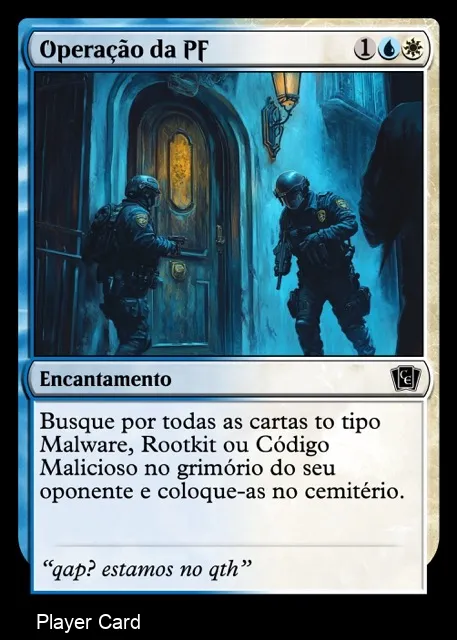 Operação da PF
1
Encantamento
CE
Busque por todas as cartas to tipo
Malware, Rootkit ou Código
Malicioso no grimório do seu
oponente e coloque-as no cemitério.
“qap? estamos no qth”
Player Card